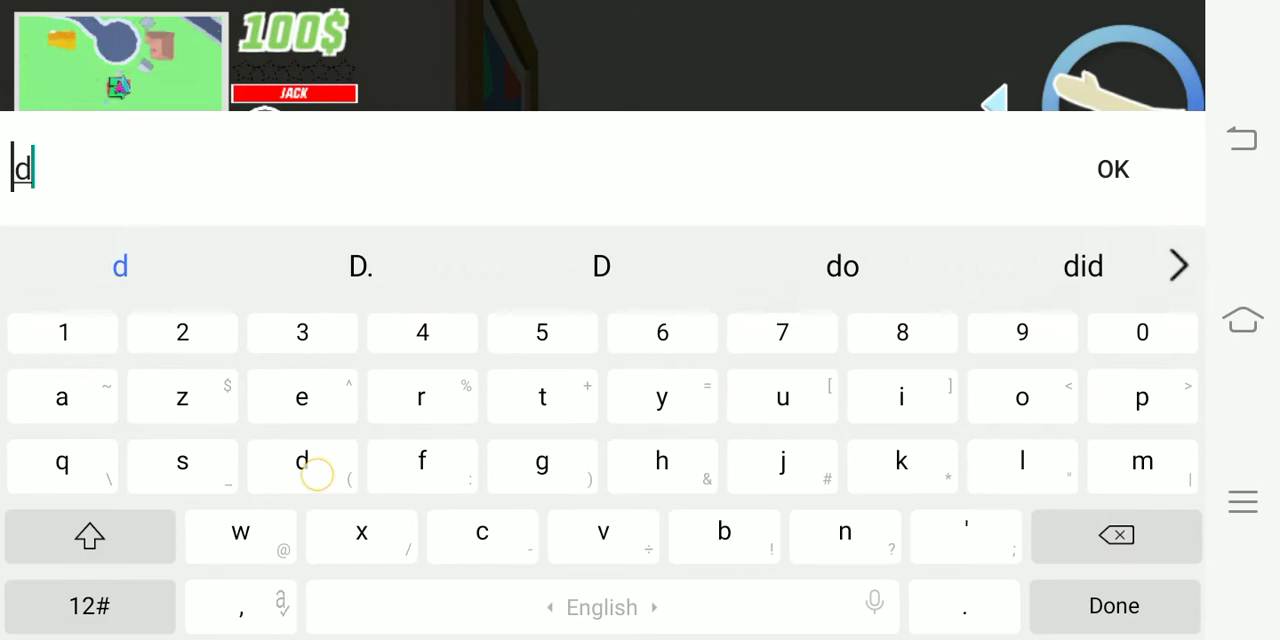 100$
JACK
d
OK
d D. D do did
1 2 3 4 5 6 7 8 9 0
a ~ z $ e ^ r % t + y = u [ i ] o < p >
q \ s _ d ( f : g ) h & j # k * l " m |
w @ x / c - v ÷ b ! n ? ' ;
12# , a English . Done